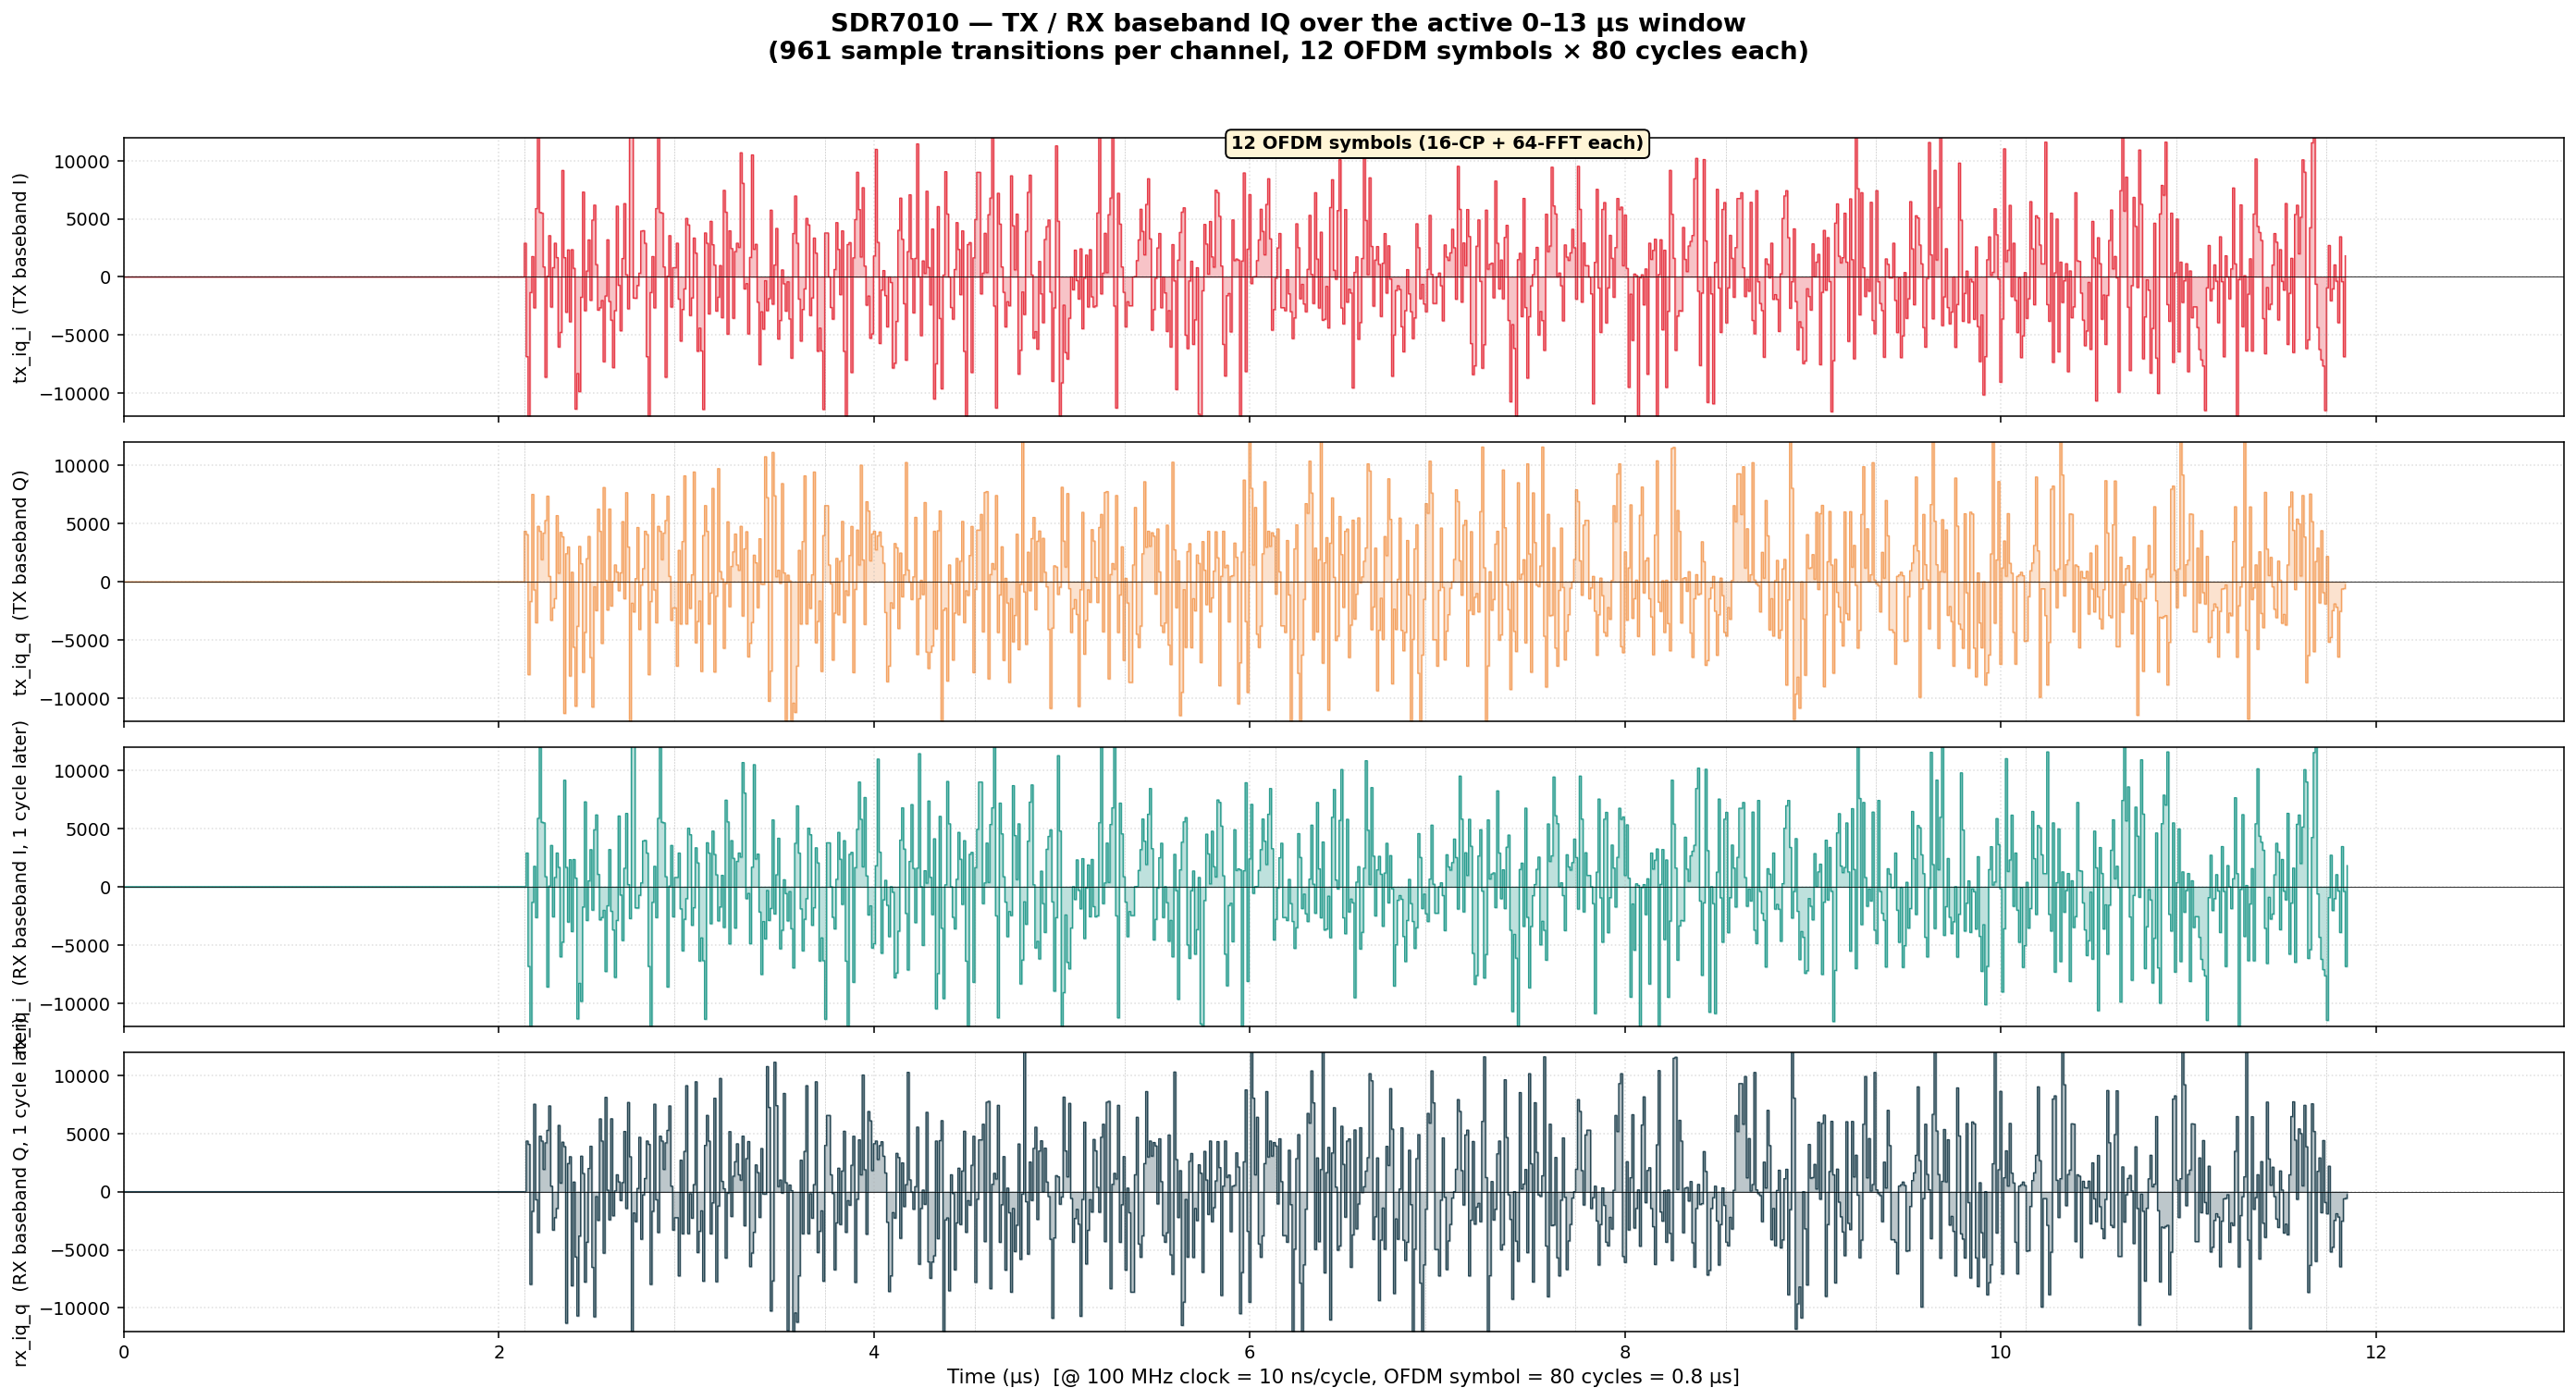 SDR7010 — TX / RX baseband IQ over the active 0–13 µs window
(961 sample transitions per channel, 12 OFDM symbols × 80 cycles each)
12 OFDM symbols (16-CP + 64-FFT each)
tx_iq_i (TX baseband I)
10000
5000
0
−5000
−10000
tx_iq_q (TX baseband Q)
10000
5000
0
−5000
−10000
rx_iq_i (RX baseband I, 1 cycle later)
10000
5000
0
−5000
−10000
rx_iq_q (RX baseband Q, 1 cycle later)
10000
5000
0
−5000
−10000
0 2 4 6 8 10 12
Time (µs) [@ 100 MHz clock = 10 ns/cycle, OFDM symbol = 80 cycles = 0.8 µs]